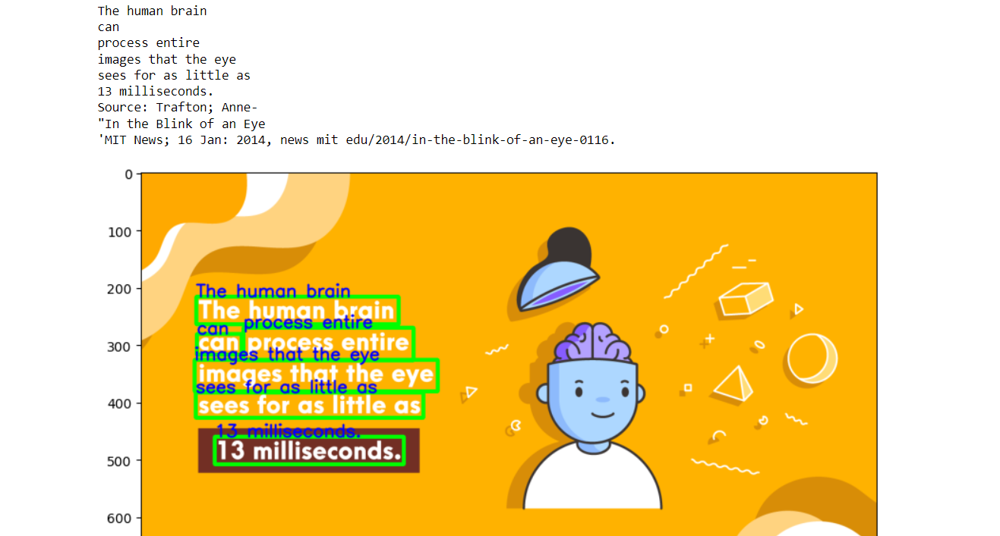 The human brain
can
process entire
images that the eye
sees for as little as
13 milliseconds.
Source: Trafton; Anne-
"In the Blink of an Eye
'MIT News; 16 Jan: 2014, news mit edu/2014/in-the-blink-of-an-eye-0116.
0
100
200
300
400
500
600
The human brain
The human brain
can process entire
can process entire
images that the eye
images that the eye
sees for as little as
sees for as little as
13 milliseconds.
13 milliseconds.